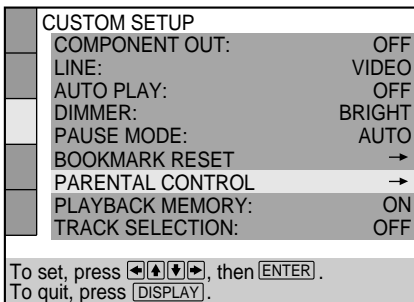 CUSTOM SETUP
COMPONENT OUT: OFF
LINE: VIDEO
AUTO PLAY: OFF
DIMMER: BRIGHT
PAUSE MODE: AUTO
BOOKMARK RESET →
PARENTAL CONTROL →
PLAYBACK MEMORY: ON
TRACK SELECTION: OFF
To set, press ←↑↓→, then ENTER.
To quit, press DISPLAY.